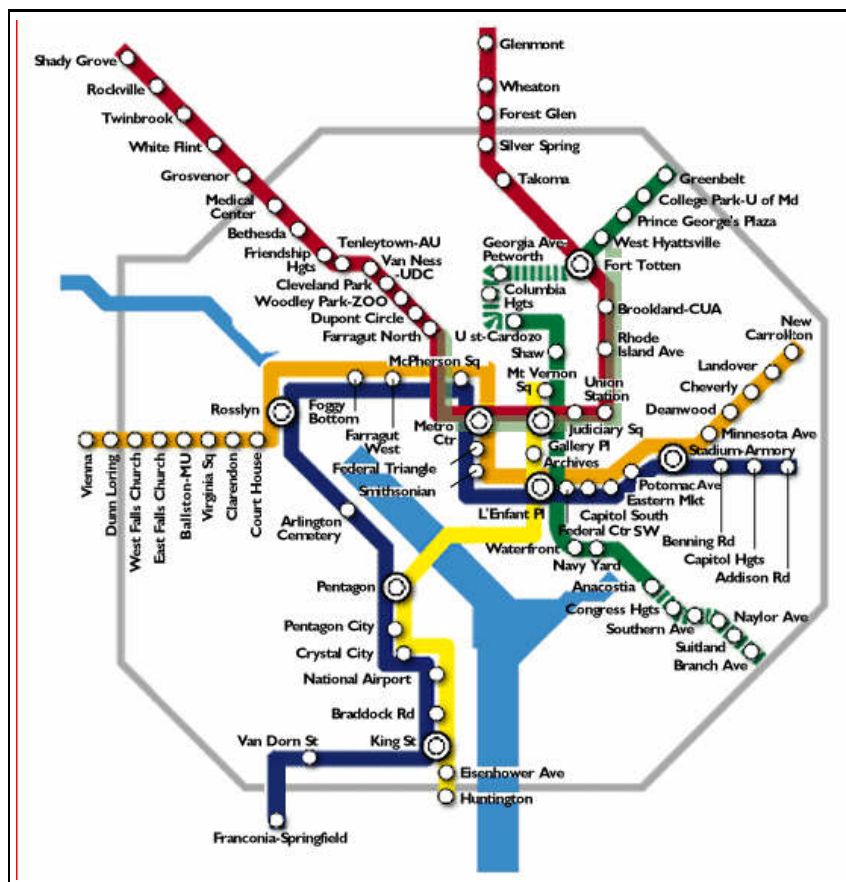 Glenmont
Shady Grove
Rockville
Wheaton
Forest Glen
Twinbrook
White Flint
Silver Spring
Grosvenor
Takoma
Greenbelt
College Park-U of Md
Medical
Center
Prince George's Plaza
Bethesda
West Hyattsville
Friendship
Hgts
Tenleytown-AU
Van Ness
-UDC
Georgia Ave
Petworth
Fort Totten
Cleveland Park
Woodley Park-ZOO
Columbia
Hgts
Brookland-CUA
Dupont Circle
Farragut North
U st-Cardozo
Shaw
Rhode
Island Ave
New
Carrollton
Landover
Cheverly
Deanwood
McPherson Sq
Mt Vernon
Sq
Union
Station
Rosslyn
Foggy
Bottom
Farragut
West
Metro
Ctr
Judiciary Sq
Gallery Pl
Minnesota Ave
Stadium-Armory
Federal Triangle
Archives
Smithsonian
Potomac Ave
Eastern Mkt
Vienna
Dunn Loring
West Falls Church
East Falls Church
Ballston-MU
Virginia Sq
Clarendon
Court House
L'Enfant Pl
Capitol South
Federal Ctr SW
Arlington
Cemetery
Waterfront
Navy Yard
Benning Rd
Capitol Hgts
Addison Rd
Pentagon
Anacostia
Congress Hgts
Southern Ave
Naylor Ave
Suitland
Branch Ave
Pentagon City
Crystal City
National Airport
Braddock Rd
Van Dorn St
King St
Eisenhower Ave
Huntington
Franconia-Springfield